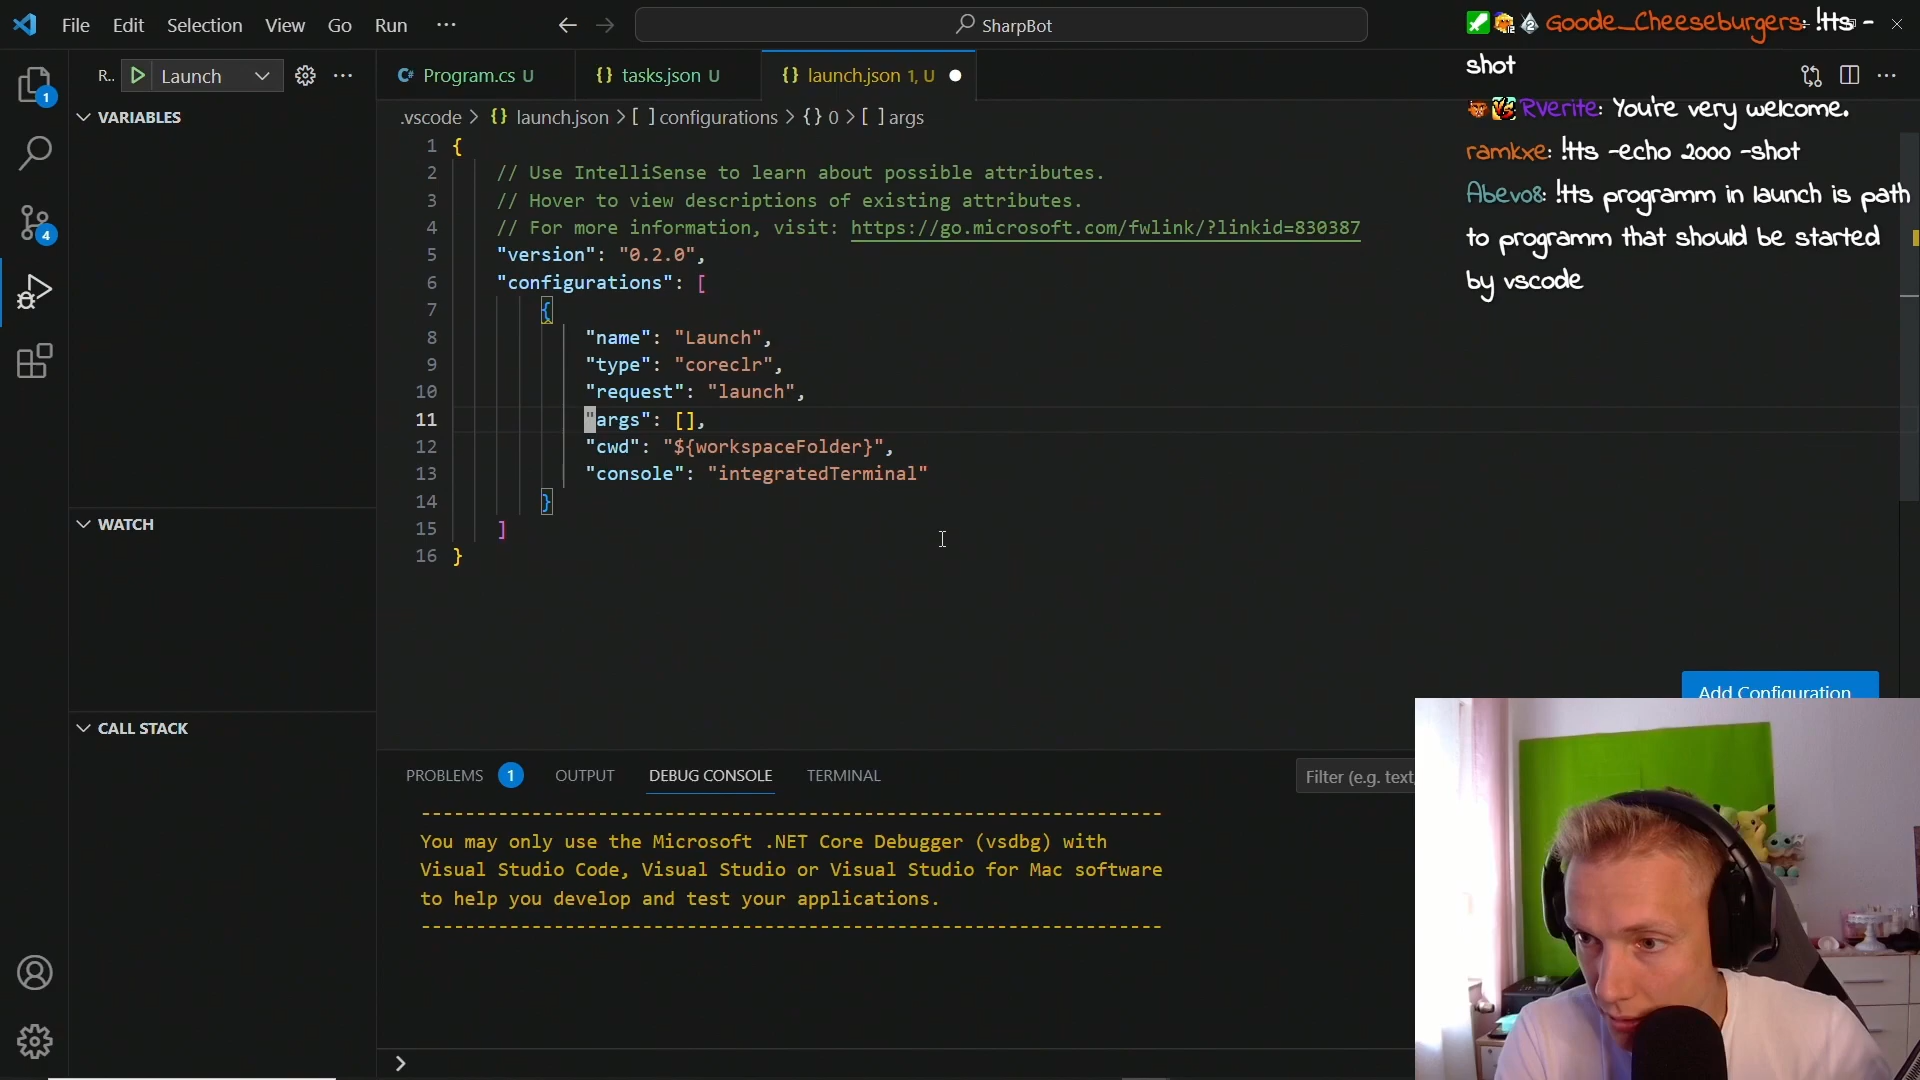 File Edit Selection View Go Run ···
SharpBot
R.. Launch ···
VARIABLES
WATCH
CALL STACK
1
4
C# Program.cs U
{} tasks.json U
{} launch.json 1, U
.vscode > {} launch.json > [ ] configurations > {} 0 > [ ] args
1 {
2 // Use IntelliSense to learn about possible attributes.
3 // Hover to view descriptions of existing attributes.
4 // For more information, visit: https://go.microsoft.com/fwlink/?linkid=830387
5 "version": "0.2.0",
6 "configurations": [
7 {
8 "name": "Launch",
9 "type": "coreclr",
10 "request": "launch",
11 "args": [],
12 "cwd": "${workspaceFolder}",
13 "console": "integratedTerminal"
14 }
15 ]
16 }
Add Configuration...
PROBLEMS 1 OUTPUT DEBUG CONSOLE TERMINAL
Filter (e.g. text,
-------------------------------------------------------------------
You may only use the Microsoft .NET Core Debugger (vsdbg) with
Visual Studio Code, Visual Studio or Visual Studio for Mac software
to help you develop and test your applications.
-------------------------------------------------------------------
>
Goode_Cheeseburgers: !tts -
shot
Rverite: You're very welcome.
ramkxe: !tts -echo 2000 -shot
Abevo8: !tts programm in launch is path
to programm that should be started
by vscode